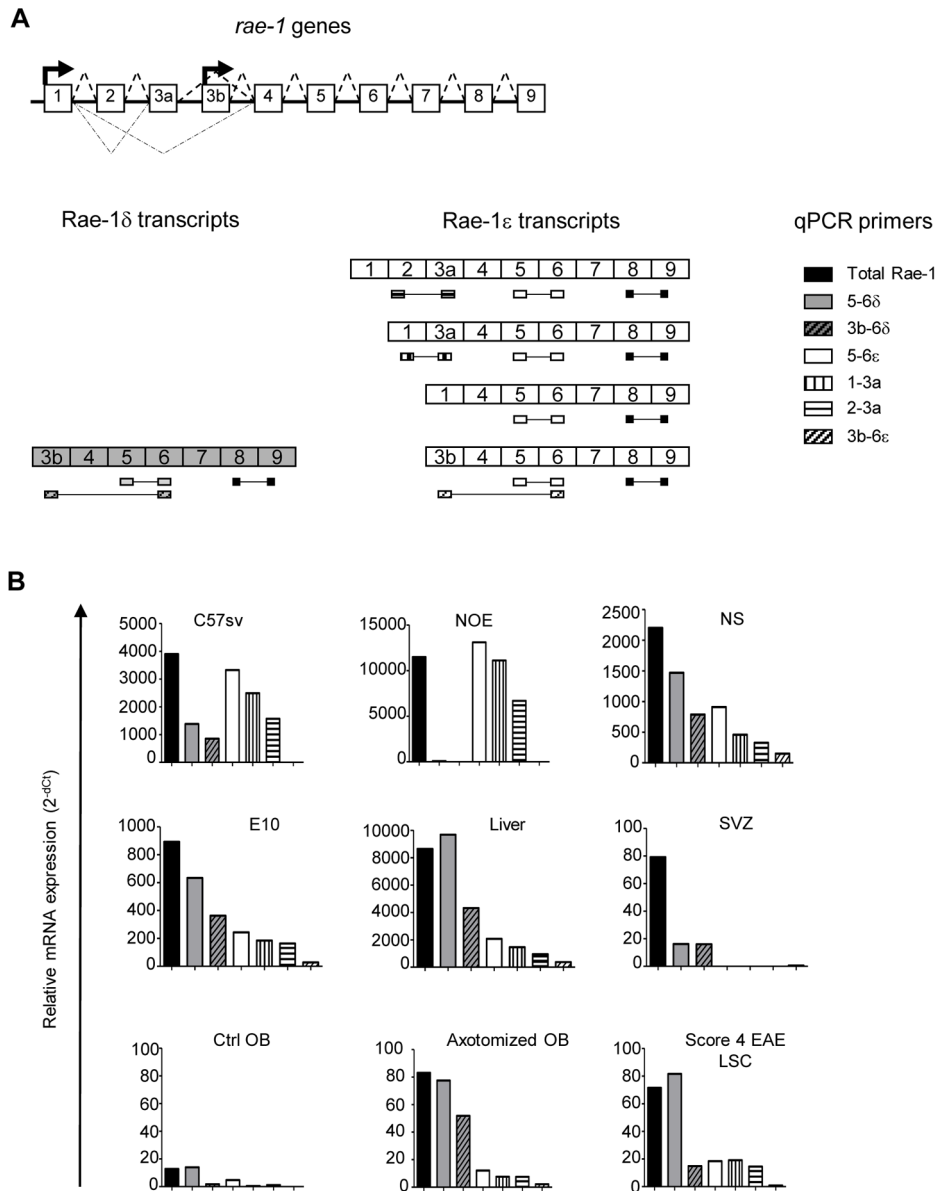 A
rae-1 genes
1 2 3a 3b 4 5 6 7 8 9
Rae-1δ transcripts
Rae-1ε transcripts
qPCR primers
1 2 3a 4 5 6 7 8 9
1 3a 4 5 6 7 8 9
1 4 5 6 7 8 9
3b 4 5 6 7 8 9
3b 4 5 6 7 8 9
Total Rae-1
5-6δ
3b-6δ
5-6ε
1-3a
2-3a
3b-6ε
B
Relative mRNA expression (2-dCt)
C57sv
5000
4000
3000
2000
1000
0
NOE
15000
10000
5000
0
NS
2500
2000
1500
1000
500
0
E10
1000
800
600
400
200
0
Liver
10000
8000
6000
4000
2000
0
SVZ
100
80
60
40
20
0
Ctrl OB
100
80
60
40
20
0
Axotomized OB
100
80
60
40
20
0
Score 4 EAE
LSC
100
80
60
40
20
0